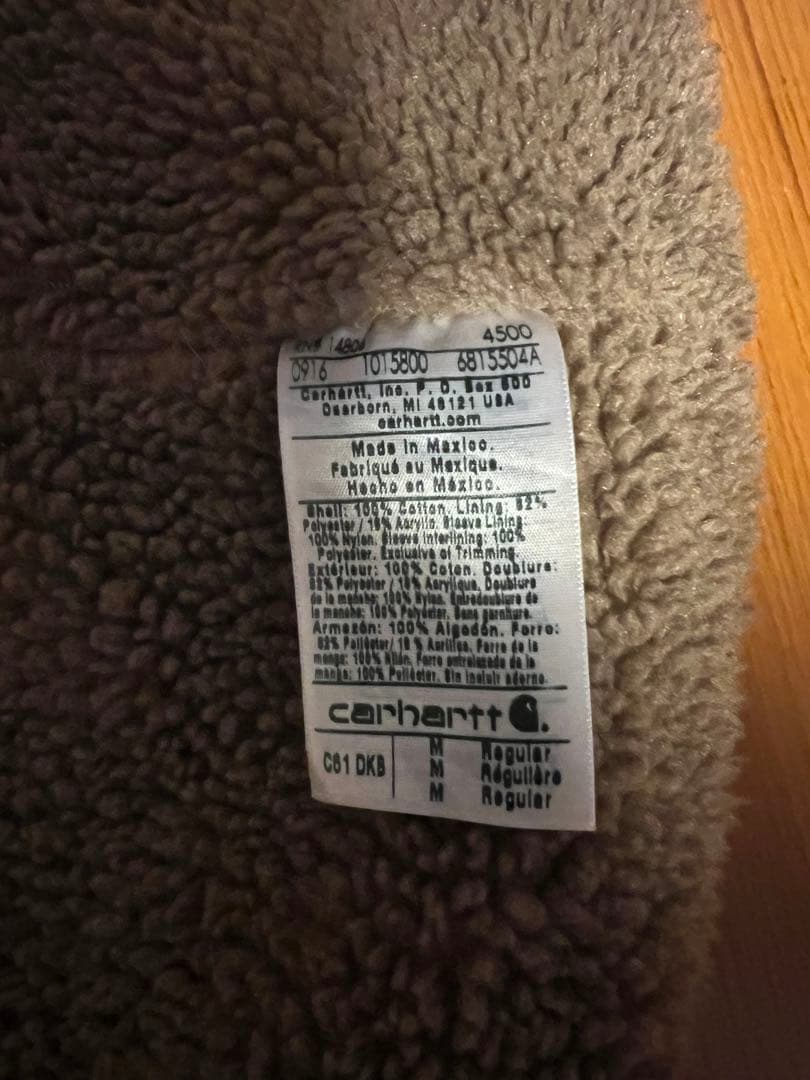 RN# 14806 4500
0916 1015800 6815504A
Carhartt, Inc. P. O. Box 600
Dearborn, MI 48121 USA
carhartt.com
Made in Mexico.
Fabriqué au Mexique.
Hecho en México.
Shell: 100% Cotton. Lining: 82%
Polyester / 18% Acrylic. Sleeve Lining
100% Nylon. Sleeve Interlining: 100%
Polyester. Exclusive of Trimming.
Extérieur: 100% Coton. Doublure:
82% Polyester / 18% Acrylique. Doublure
de la manche: 100% Nylon. Entredoublure de
la manche: 100% Polyester. Sans garniture.
Armazón: 100% Algodón. Forro:
82% Poliéster/ 18 % Acrílico. Forro de la
manga: 100% Nilón. Forro entrelazado de la
manga: 100% Poliéster. Sin incluir adorno.
carhartt
C61 DKB M Regular
M Régulière
M Regular